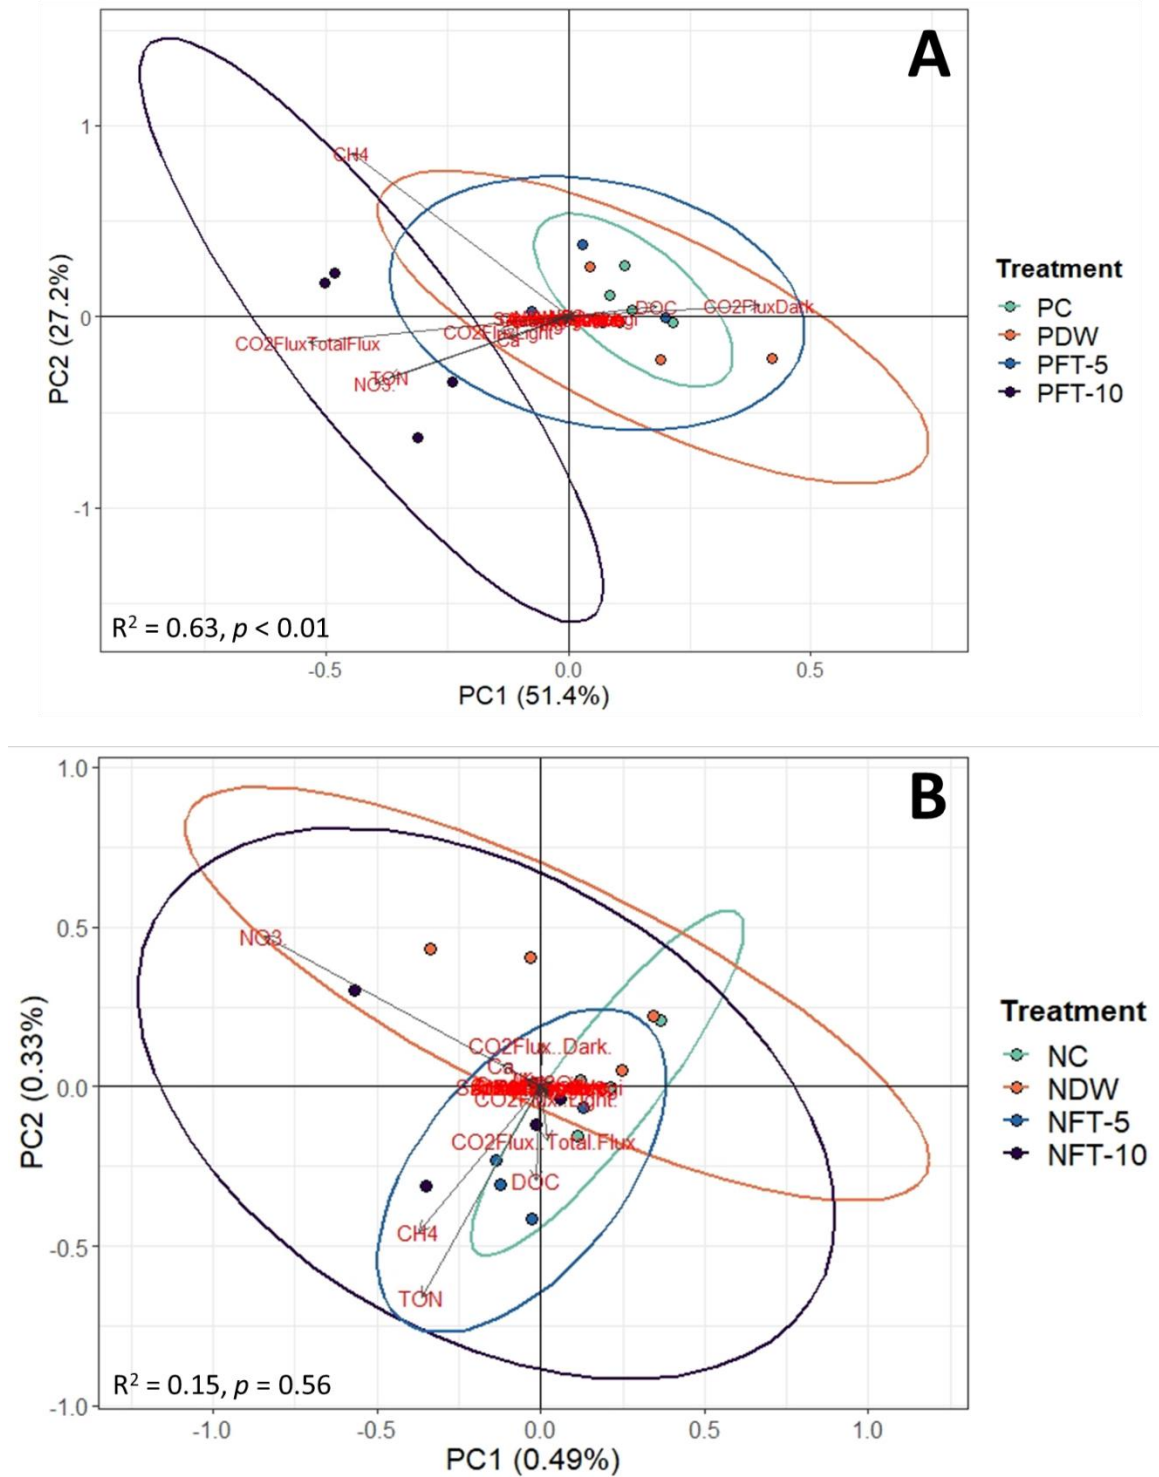 A
1
CH4
Treatment
PC
PDW
PFT-5
PFT-10
PC2 (27.2%)
0
DOC
CO2FluxDark
CO2FluxLight
Ca
CO2FluxTotalFlux
TON
NO3.
-1
R² = 0.63, p < 0.01
-0.5
0.0
0.5
PC1 (51.4%)
B
1.0
0.5
NO3.
CO2Flux..Dark.
Ca
Treatment
NC
NDW
NFT-5
NFT-10
PC2 (0.33%)
0.0
CO2Flux..Light.
CO2Flux..Total.Flux
DOC
CH4
-0.5
TON
R² = 0.15, p = 0.56
-1.0
-1.0
-0.5
0.0
0.5
1.0
PC1 (0.49%)